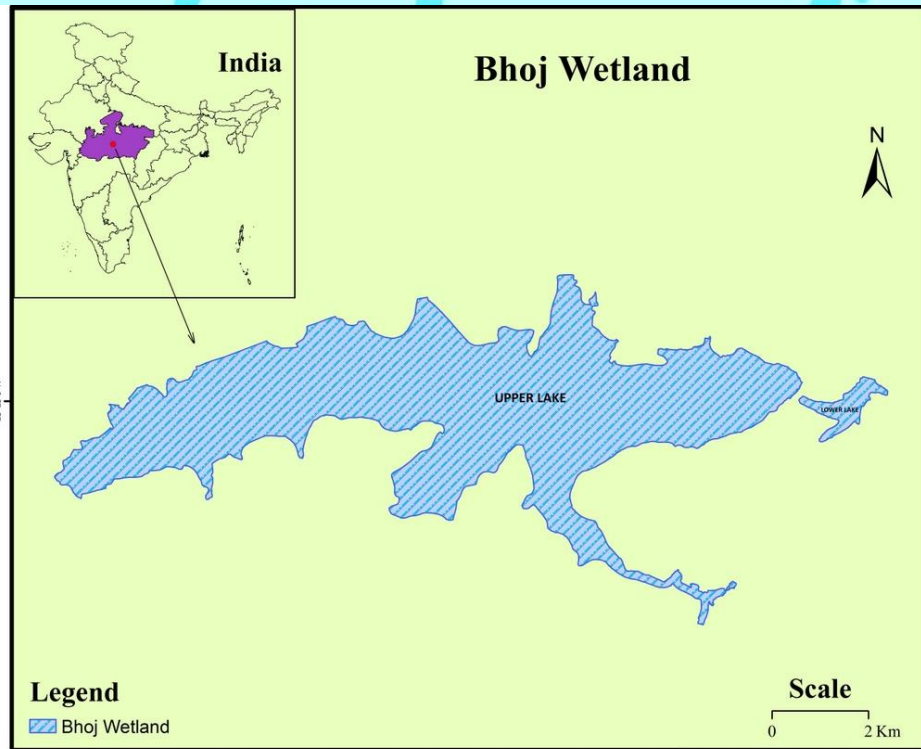 India
Bhoj Wetland
N
UPPER LAKE
LOWER LAKE
Legend
Bhoj Wetland
Scale
0 2 Km